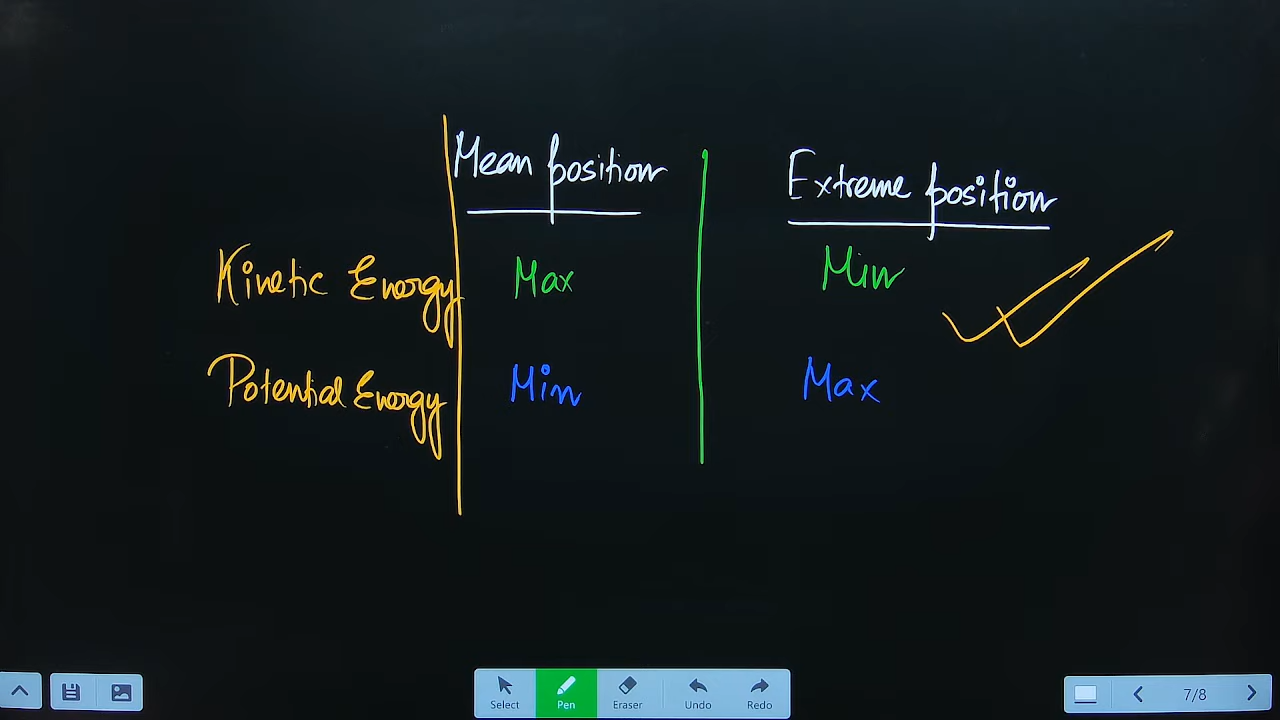 Mean position Extreme position
Kinetic Energy Max Min
Potential Energy Min Max
Select Pen Eraser Undo Redo
7/8